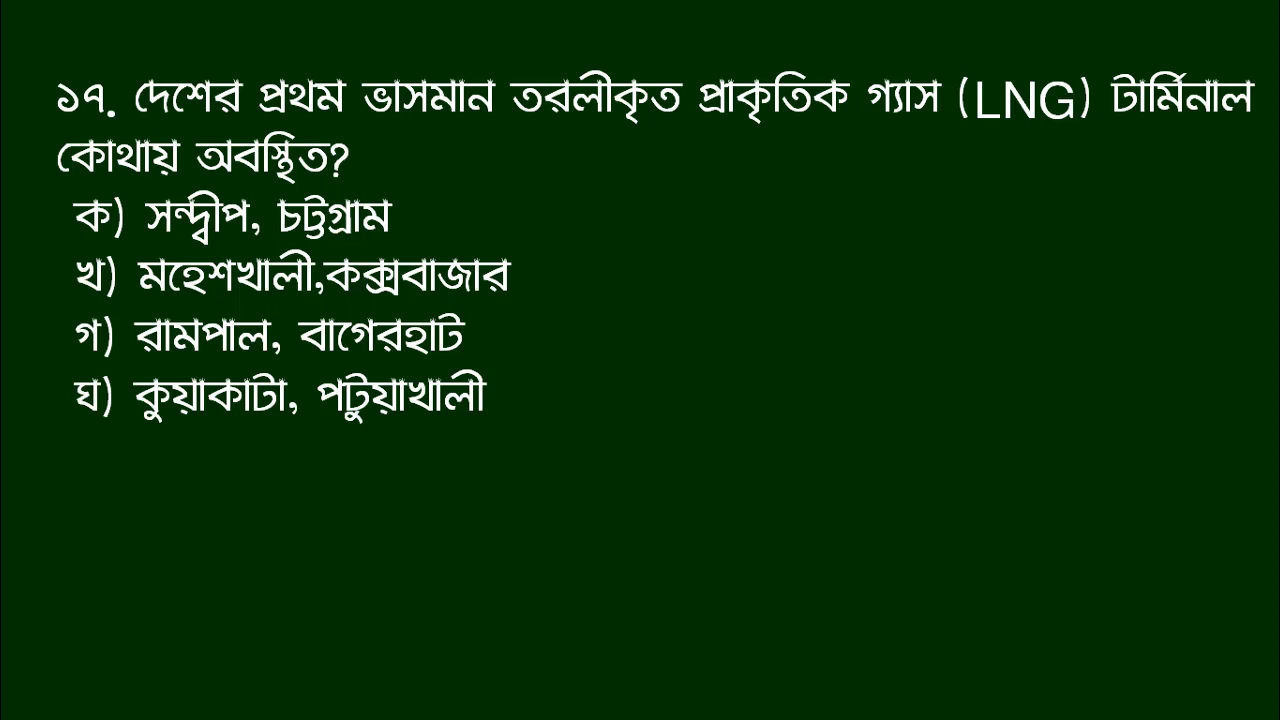 ১৭. দেশের প্রথম ভাসমান তরলীকৃত প্রাকৃতিক গ্যাস (LNG) টার্মিনাল
কোথায় অবস্থিত?
ক) সন্দ্বীপ, চট্টগ্রাম
খ) মহেশখালী,কক্সবাজার
গ) রামপাল, বাগেরহাট
ঘ) কুয়াকাটা, পটুয়াখালী